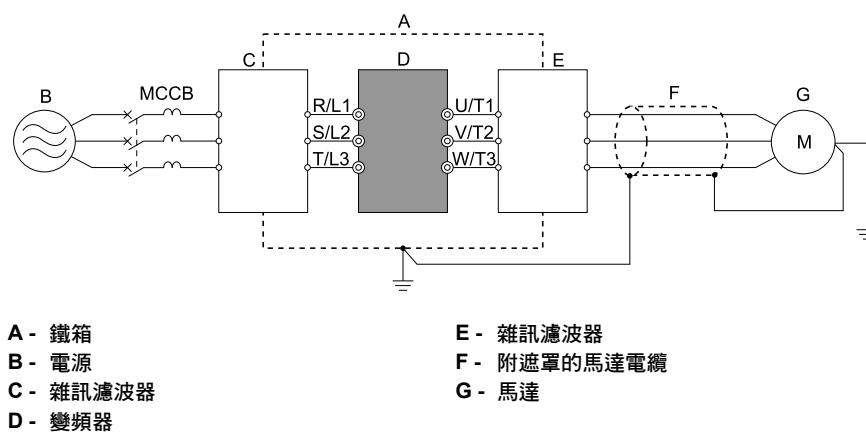 A
C
D
E
B
MCCB
F
G
R/L1
U/T1
S/L2
V/T2
M
T/L3
W/T3
A - 鐵箱
B - 電源
C - 雜訊濾波器
D - 變頻器
E - 雜訊濾波器
F - 附遮罩的馬達電纜
G - 馬達